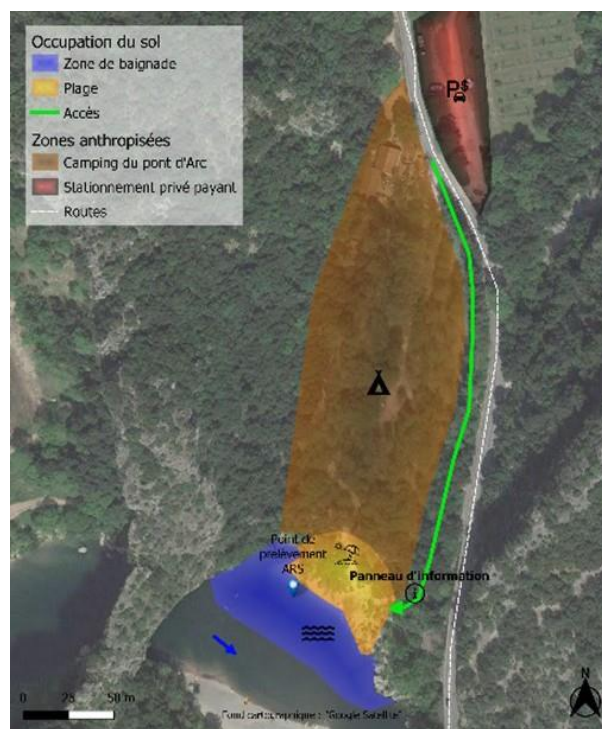 Occupation du sol
Zone de baignade
Plage
Accès
Zones anthropisées
Camping du pont d'Arc
Stationnement privé payant
Routes
P$
Point de
prélèvement
ARS
Panneau d'information
i
N
0 25 50 m
Fond cartographique : "Google Satellite"